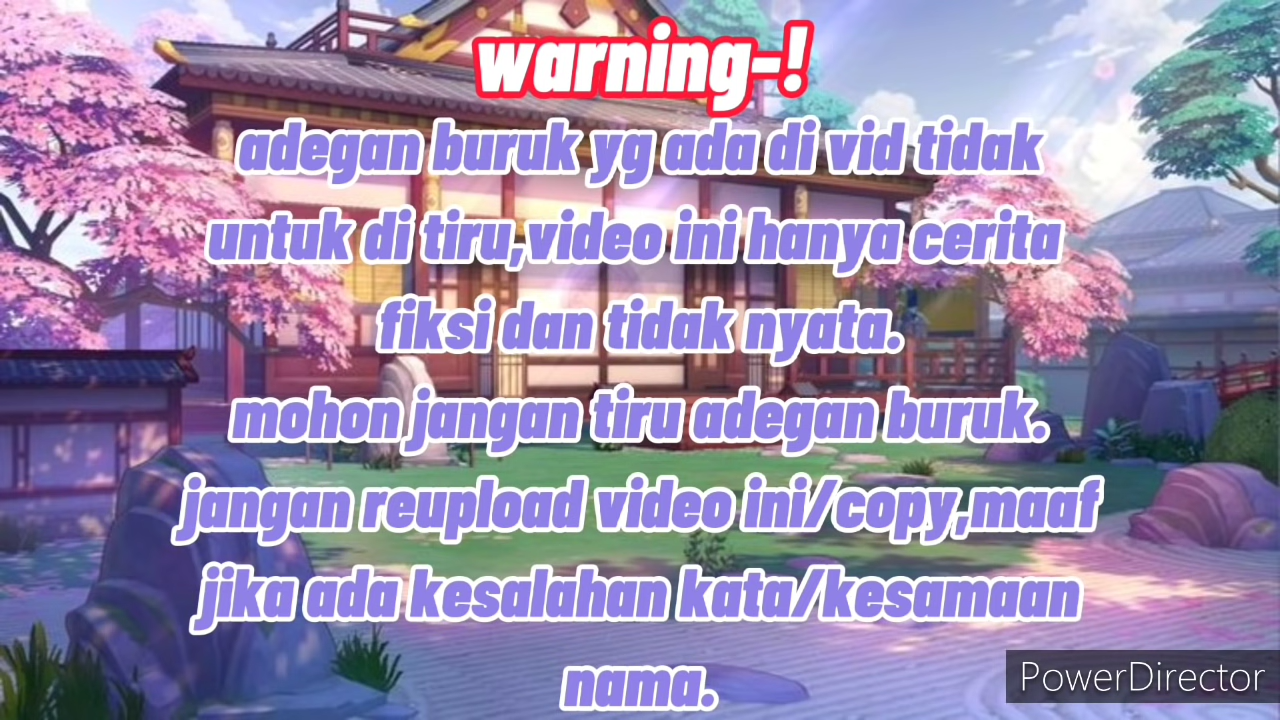 warning-!
adegan buruk yg ada di vid tidak
untuk di tiru,video ini hanya cerita
fiksi dan tidak nyata.
mohon jangan tiru adegan buruk.
jangan reupload video ini/copy,maaf
jika ada kesalahan kata/kesamaan
nama.
PowerDirector